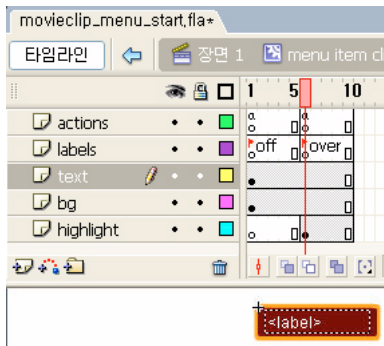 movieclip_menu_start,fla*
타임라인 장면 1 menu item cl
1 5 10
actions
labels off over
text
bg
highlight
<label>